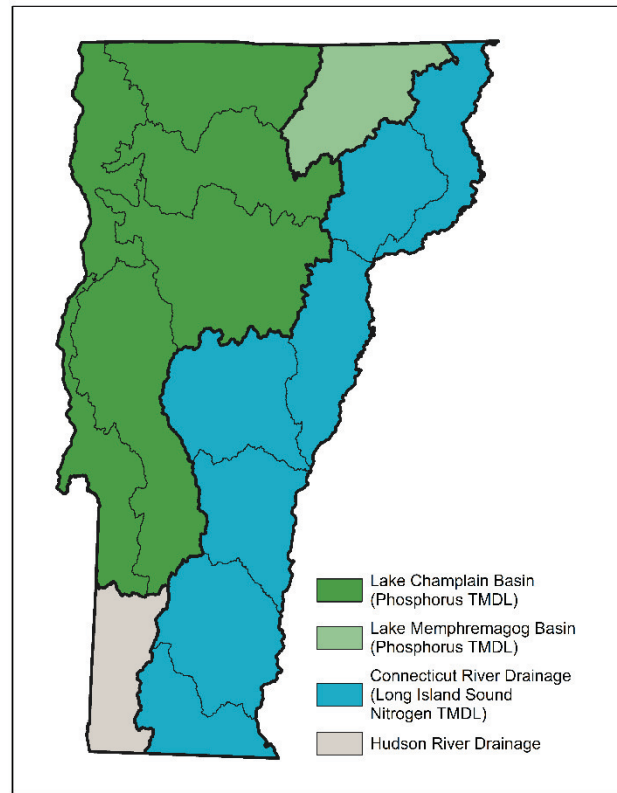 Lake Champlain Basin
(Phosphorus TMDL)
Lake Memphremagog Basin
(Phosphorus TMDL)
Connecticut River Drainage
(Long Island Sound
Nitrogen TMDL)
Hudson River Drainage